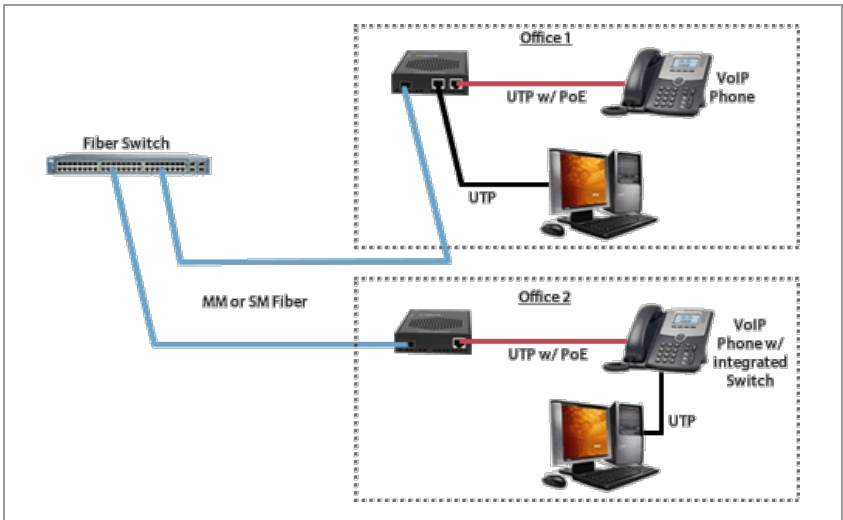 Office 1
UTP w/ PoE
VoIP
Phone
Fiber Switch
UTP
MM or SM Fiber
Office 2
UTP w/ PoE
VoIP
Phone w/
integrated
Switch
UTP